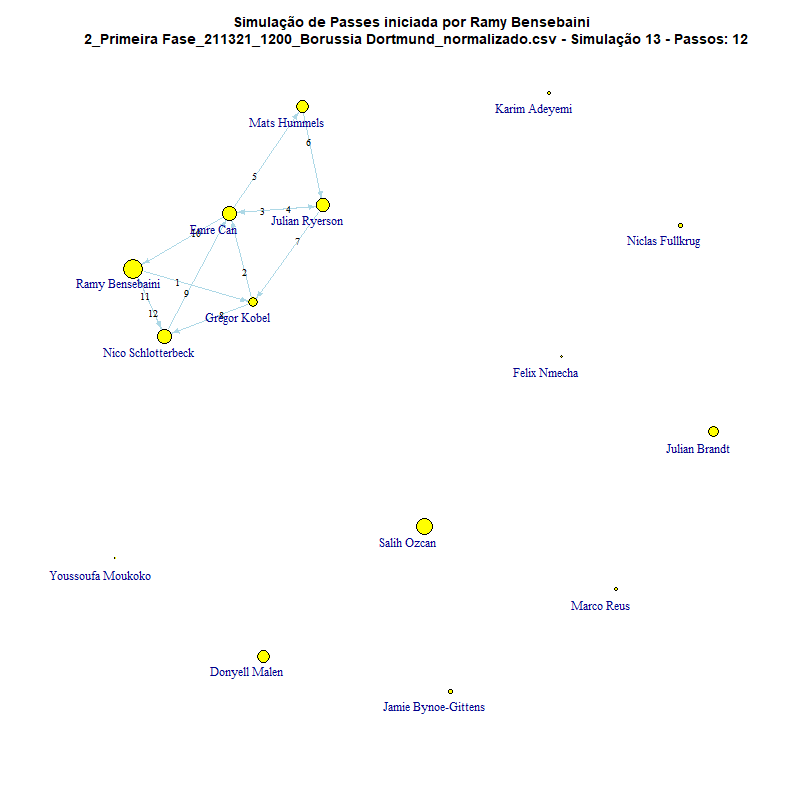 Simulação de Passes iniciada por Ramy Bensebaini
2_Primeira Fase_211321_1200_Borussia Dortmund_normalizado.csv - Simulação 13 - Passos: 12
Karim Adeyemi
Mats Hummels
6
5
3
4
Julian Ryerson
Emre Can
10
7
Niclas Fullkrug
2
1
Ramy Bensebaini
11
9
12
8
Gregor Kobel
Nico Schlotterbeck
Felix Nmecha
Julian Brandt
Salih Ozcan
Youssoufa Moukoko
Marco Reus
Donyell Malen
Jamie Bynoe-Gittens